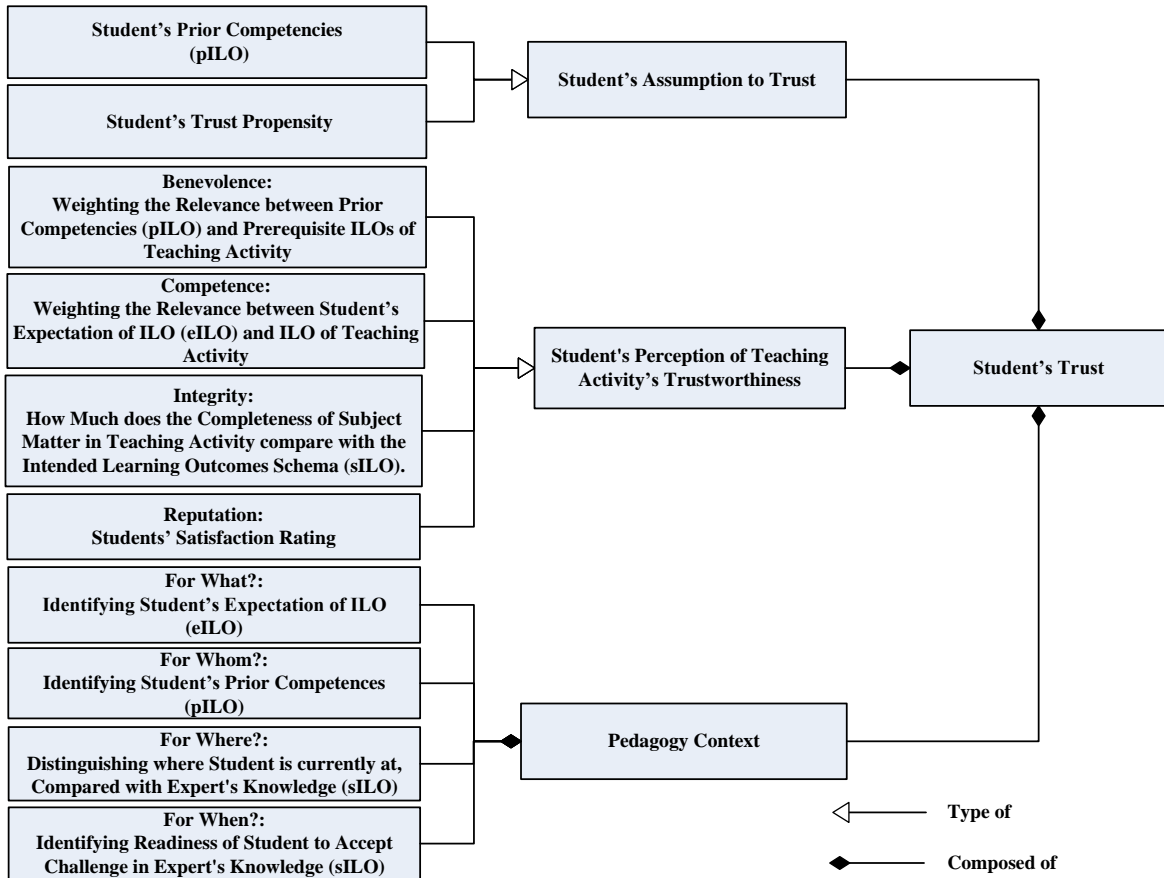 Student’s Prior Competencies
(pILO)
Student’s Trust Propensity
Student’s Assumption to Trust
Benevolence:
Weighting the Relevance between Prior
Competencies (pILO) and Prerequisite ILOs of
Teaching Activity
Competence:
Weighting the Relevance between Student’s
Expectation of ILO (eILO) and ILO of Teaching
Activity
Integrity:
How Much does the Completeness of Subject
Matter in Teaching Activity compare with the
Intended Learning Outcomes Schema (sILO).
Reputation:
Students’ Satisfaction Rating
Student's Perception of Teaching
Activity’s Trustworthiness
Student’s Trust
For What?:
Identifying Student’s Expectation of ILO
(eILO)
For Whom?:
Identifying Student’s Prior Competences
(pILO)
For Where?:
Distinguishing where Student is currently at,
Compared with Expert's Knowledge (sILO)
For When?:
Identifying Readiness of Student to Accept
Challenge in Expert's Knowledge (sILO)
Pedagogy Context
Type of
Composed of